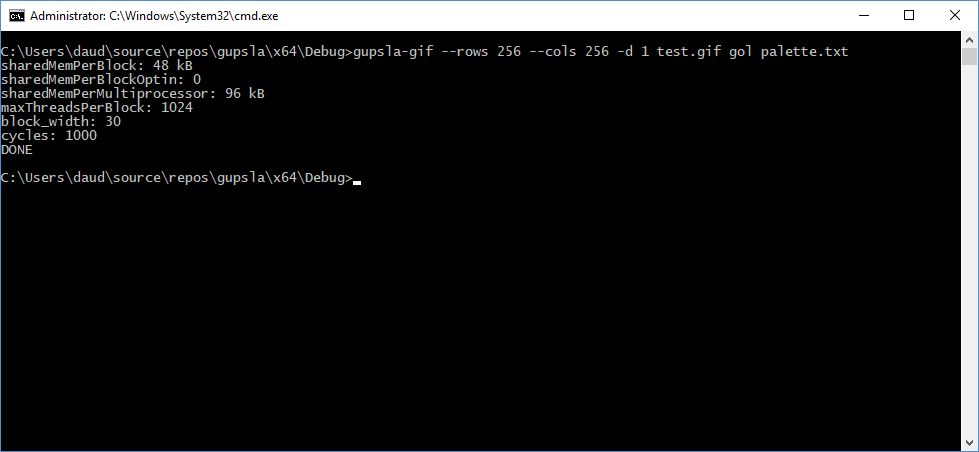 Administrator: C:\Windows\System32\cmd.exe
C:\Users\daud\source\repos\gupsla\x64\Debug>gupsla-gif --rows 256 --cols 256 -d 1 test.gif gol palette.txt
sharedMemPerBlock: 48 kB
sharedMemPerBlockOptin: 0
sharedMemPerMultiprocessor: 96 kB
maxThreadsPerBlock: 1024
block_width: 30
cycles: 1000
DONE
C:\Users\daud\source\repos\gupsla\x64\Debug>